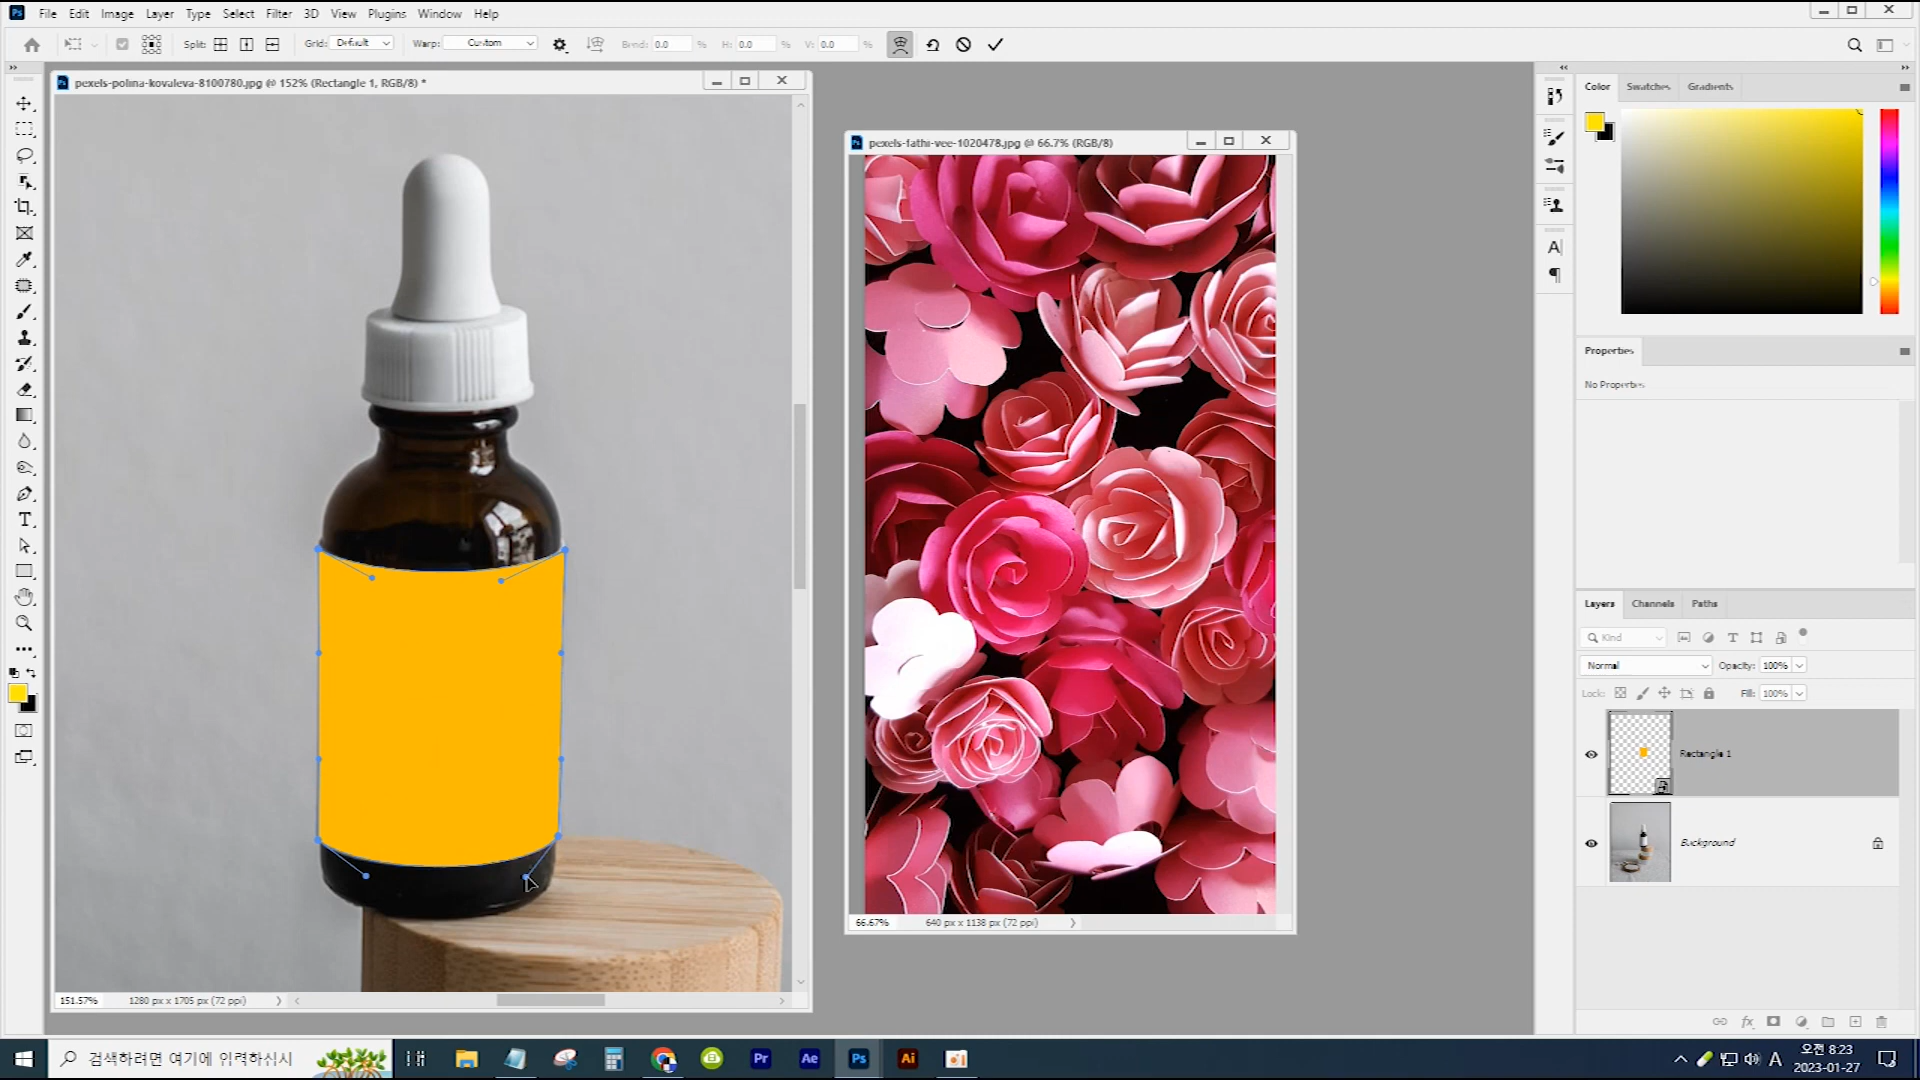 File Edit Image Layer Type Select Filter 3D View Plugins Window Help
Split: Grid: Default Warp: Custom Bend: 0.0 % H: 0.0 % V: 0.0 %
pexels-polina-kovaleva-8100780.jpg @ 152% (Rectangle 1, RGB/8) *
pexels-fathi-vee-1020478.jpg @ 66.7% (RGB/8)
Color Swatches Gradients
Properties
No Properties
Layers Channels Paths
Kind
Normal Opacity: 100%
Lock: Fill: 100%
Rectangle 1
Background
66.67% 640 px x 1138 px (72 ppi)
151.57% 1280 px x 1705 px (72 ppi)
검색하려면 여기에 입력하십시
Pr Ae Ps Ai
A
오전 8:23
2023-01-27